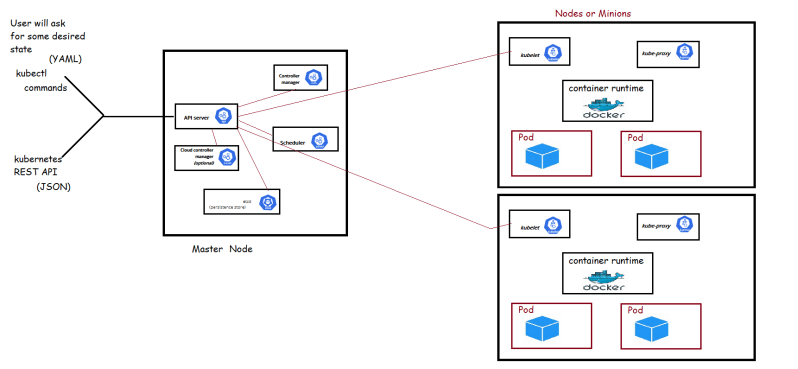 User will ask
for some desired
state
(YAML)
kubectl
commands
kubernetes
REST API
(JSON)
Controller
manager
API server
Scheduler
Cloud controller
manager
(optional)
etcd
(persistence store)
Master Node
Nodes or Minions
kubelet
kube-proxy
container runtime
docker
Pod
Pod
kubelet
kube-proxy
container runtime
docker
Pod
Pod